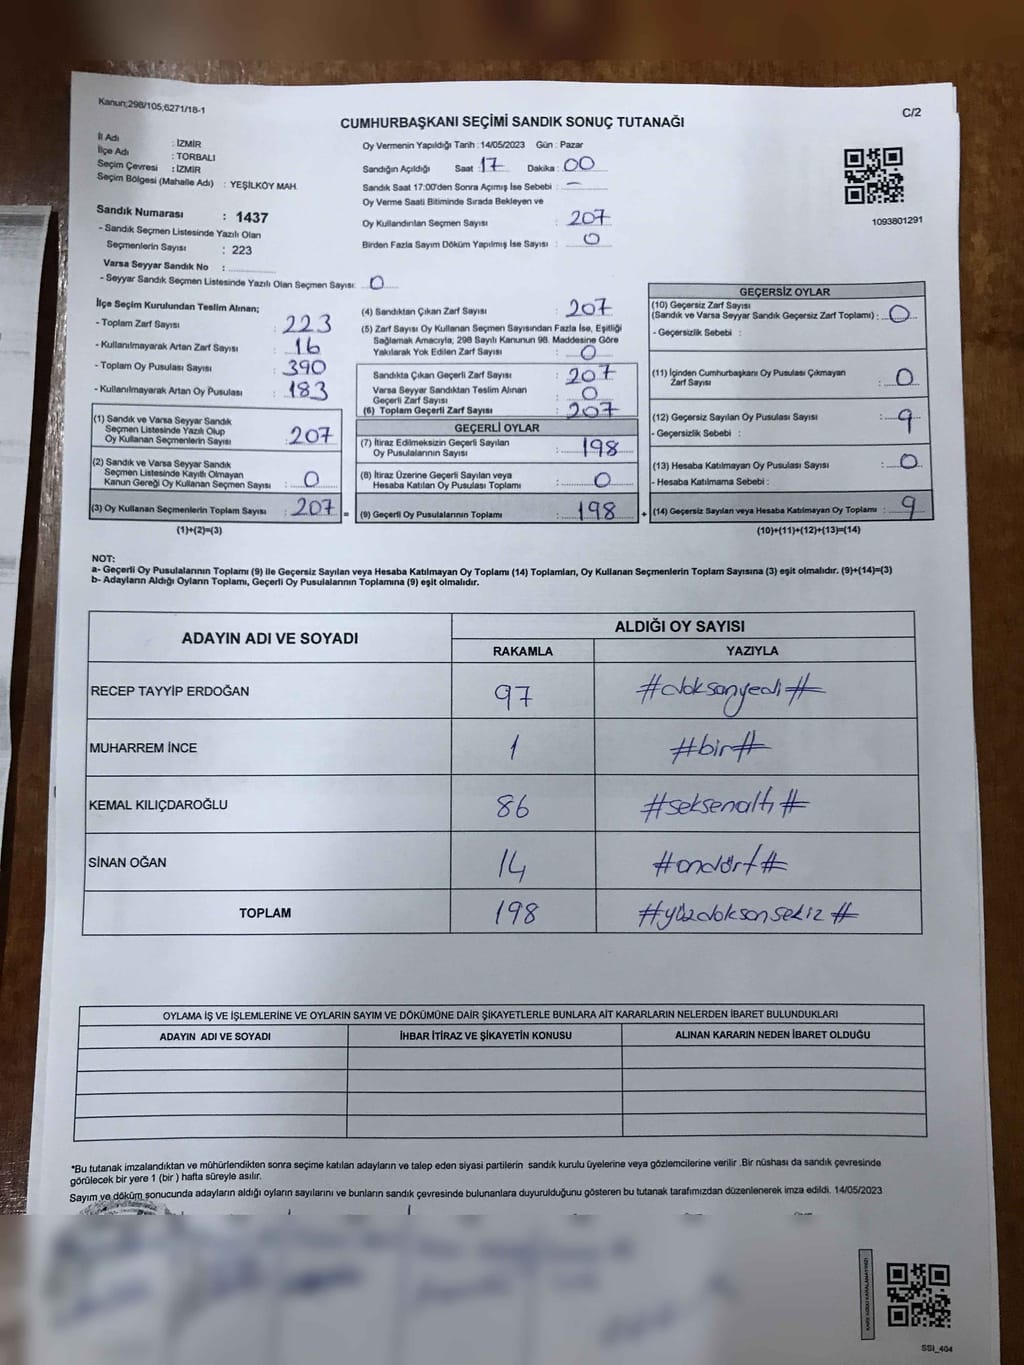 Kanun;298/105,6271/18-1
C/2
CUMHURBAŞKANI SEÇİMİ SANDIK SONUÇ TUTANAĞI
İl Adı : İZMİR
İlçe Adı : TORBALI
Seçim Çevresi : İZMİR
Seçim Bölgesi (Mahalle Adı) : YEŞİLKÖY MAH.
Sandık Numarası : 1437
- Sandık Seçmen Listesinde Yazılı Olan
Seçmenlerin Sayısı : 223
Varsa Seyyar Sandık No :
- Seyyar Sandık Seçmen Listesinde Yazılı Olan Seçmen Sayısı: 0
Oy Vermenin Yapıldığı Tarih : 14/05/2023 Gün : Pazar
Sandığın Açıldığı Saat : 17 Dakika : 00
Sandık Saat 17:00'den Sonra Açımış İse Sebebi : —
Oy Verme Saati Bitiminde Sırada Bekleyen ve
Oy Kullandırılan Seçmen Sayısı : 207
Birden Fazla Sayım Döküm Yapılmış İse Sayısı : 0
1093801291
İlçe Seçim Kurulundan Teslim Alınan;
- Toplam Zarf Sayısı : 223
- Kullanılmayarak Artan Zarf Sayısı : 16
- Toplam Oy Pusulası Sayısı : 390
- Kullanılmayarak Artan Oy Pusulası : 183
(1) Sandık ve Varsa Seyyar Sandık
Seçmen Listesinde Yazılı Olup
Oy Kullanan Seçmenlerin Sayısı : 207
(2) Sandık ve Varsa Seyyar Sandık
Seçmen Listesinde Kayıtlı Olmayan
Kanun Gereği Oy Kullanan Seçmen Sayısı : 0
(3) Oy Kullanan Seçmenlerin Toplam Sayısı : 207
(1)+(2)=(3)
(4) Sandıktan Çıkan Zarf Sayısı : 207
(5) Zarf Sayısı Oy Kullanan Seçmen Sayısından Fazla İse, Eşitliği
Sağlamak Amacıyla, 298 Sayılı Kanunun 98. Maddesine Göre
Yakılarak Yok Edilen Zarf Sayısı : 0
Sandıkta Çıkan Geçerli Zarf Sayısı : 207
Varsa Seyyar Sandıktan Teslim Alınan
Geçerli Zarf Sayısı : 0
(6) Toplam Geçerli Zarf Sayısı : 207
GEÇERLİ OYLAR
(7) İtiraz Edilmeksizin Geçerli Sayılan
Oy Pusulalarının Sayısı : 198
(8) İtiraz Üzerine Geçerli Sayılan veya
Hesaba Katılan Oy Pusulası Toplamı : 0
= (9) Geçerli Oy Pusulalarının Toplamı : 198 +
GEÇERSİZ OYLAR
(10) Geçersiz Zarf Sayısı
(Sandık ve Varsa Seyyar Sandık Geçersiz Zarf Toplamı) : 0
- Geçersizlik Sebebi :
(11) İçinden Cumhurbaşkanı Oy Pusulası Çıkmayan
Zarf Sayısı : 0
(12) Geçersiz Sayılan Oy Pusulası Sayısı : 9
- Geçersizlik Sebebi :
(13) Hesaba Katılmayan Oy Pusulası Sayısı : 0
- Hesaba Katılmama Sebebi :
(14) Geçersiz Sayılan veya Hesaba Katılmayan Oy Toplamı : 9
(10)+(11)+(12)+(13)=(14)
NOT:
a- Geçerli Oy Pusulalarının Toplamı (9) ile Geçersiz Sayılan veya Hesaba Katılmayan Oy Toplamı (14) Toplamları, Oy Kullanan Seçmenlerin Toplam Sayısına (3) eşit olmalıdır. (9)+(14)=(3)
b- Adayların Aldığı Oyların Toplamı, Geçerli Oy Pusulalarının Toplamına (9) eşit olmalıdır.
ADAYIN ADI VE SOYADI
ALDIĞI OY SAYISI
RAKAMLA YAZIYLA
RECEP TAYYİP ERDOĞAN 97 #doksanyedi#
MUHARREM İNCE 1 #bir#
KEMAL KILIÇDAROĞLU 86 #seksenaltı#
SİNAN OĞAN 14 #ondört#
TOPLAM 198 #yüzdoksansekiz#
OYLAMA İŞ VE İŞLEMLERİNE VE OYLARIN SAYIM VE DÖKÜMÜNE DAİR ŞİKAYETLERLE BUNLARA AİT KARARLARIN NELERDEN İBARET BULUNDUKLARI
ADAYIN ADI VE SOYADI İHBAR İTİRAZ VE ŞİKAYETİN KONUSU ALINAN KARARIN NEDEN İBARET OLDUĞU
*Bu tutanak imzalandıktan ve mühürlendikten sonra seçime katılan adayların ve talep eden siyasi partilerin sandık kurulu üyelerine veya gözlemcilerine verilir .Bir nüshası da sandık çevresinde
görülecek bir yere 1 (bir ) hafta süreyle asılır.
Sayım ve döküm sonucunda adayların aldığı oyların sayılarını ve bunların sandık çevresinde bulunanlara duyurulduğunu gösteren bu tutanak tarafımızdan düzenlenerek imza edildi. 14/05/2023
SSI_404